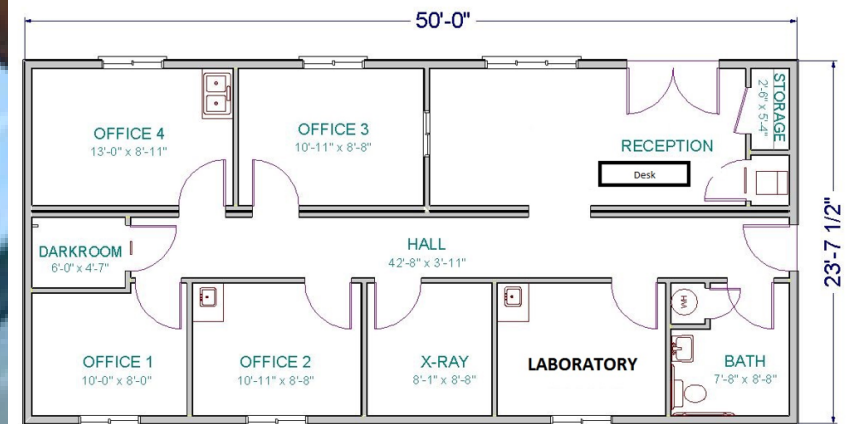 50'-0"
OFFICE 4
13'-0" x 8'-11"
OFFICE 3
10'-11" x 8'-8"
RECEPTION
Desk
STORAGE
2'-6" x 5'-4"
DARKROOM
6'-0" x 4'-7"
HALL
42'-8" x 3'-11"
23'-7 1/2"
OFFICE 1
10'-0" x 8'-0"
OFFICE 2
10'-11" x 8'-8"
X-RAY
8'-1" x 8'-8"
LABORATORY
WH
BATH
7'-8" x 8'-8"